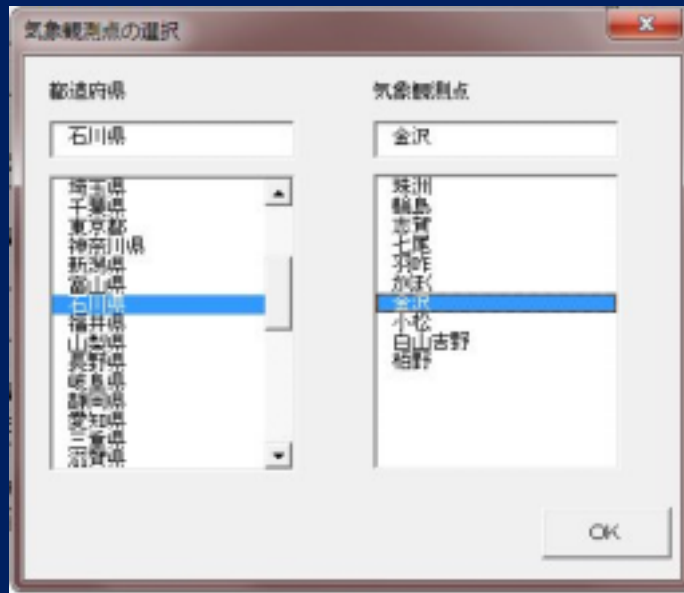 気象観測点の選択
都道府県
石川県
埼玉県
千葉県
東京都
神奈川県
新潟県
富山県
石川県
福井県
山梨県
長野県
岐阜県
静岡県
愛知県
三重県
滋賀県
気象観測点
金沢
珠洲
輪島
志賀
七尾
羽咋
かほく
金沢
小松
白山吉野
栢野
OK